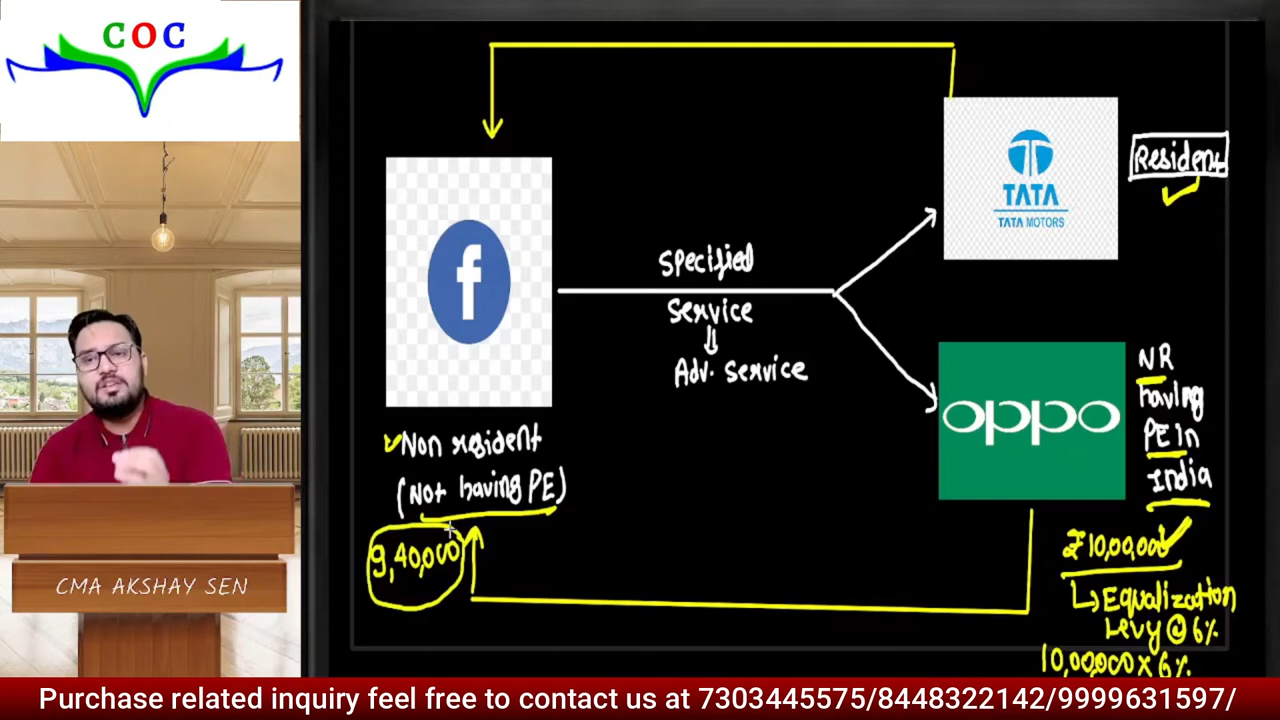 COC
TATA
TATA MOTORS
Resident
f
Specified
Service
Adv. Service
oppo
NR
having
PE In
India
Non resident
(Not having PE)
9,40,000
₹10,00,000
Equalization
Levy @ 6%
10,00,000 x 6%
CMA AKSHAY SEN
Purchase related inquiry feel free to contact us at 7303445575/8448322142/9999631597/